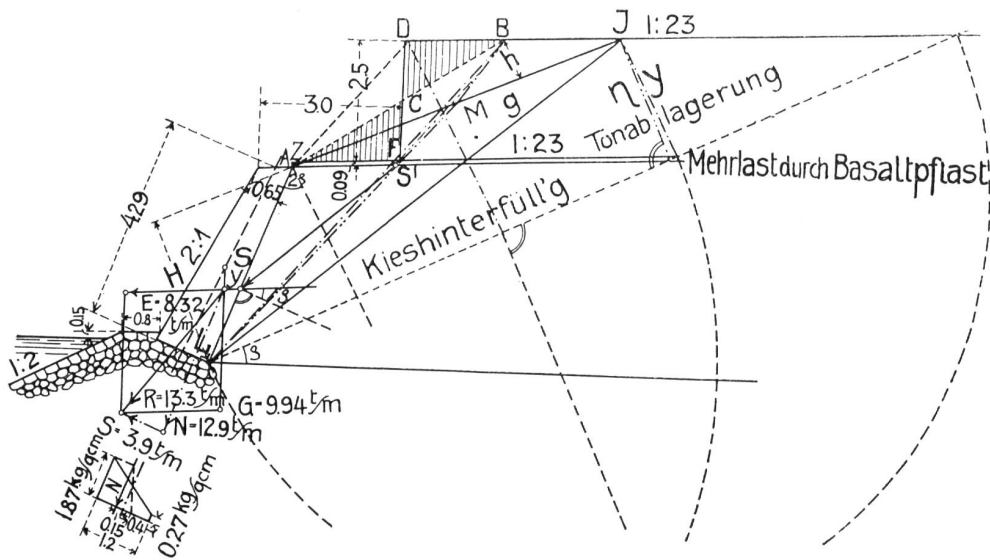 D B J 1:23
2.5
h
3.0
C
M g
η y
Tonablagerung
A Z
F
1:23
Mehrlast durch Basaltpflast
S'
0.65
0.09
4.29
2:1
Kieshinterfüll'g
H
S
E=8.32
t/m
0.8
0.15
1:2
R=13.3 t/m
G=9.94 t/m
N=12.9 t/m
S=3.9 t/m
1.87 kg/qcm
N
0.27 kg/qcm
0.15
0.4
1.2